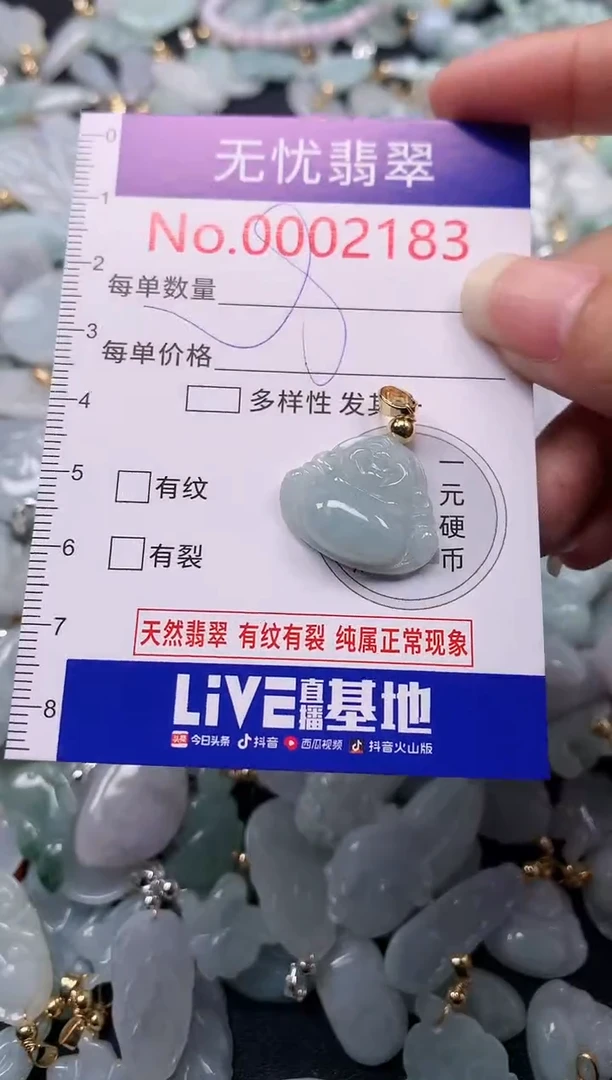 0
无忧翡翠
1
No.0002183
2
每单数量
3
每单价格
4
多样性 发
5
有纹
一元硬币
6
有裂
天然翡翠 有纹有裂 纯属正常现象
7
LiVE直播基地
8
头条 今日头条 抖音 西瓜视频 抖音火山版